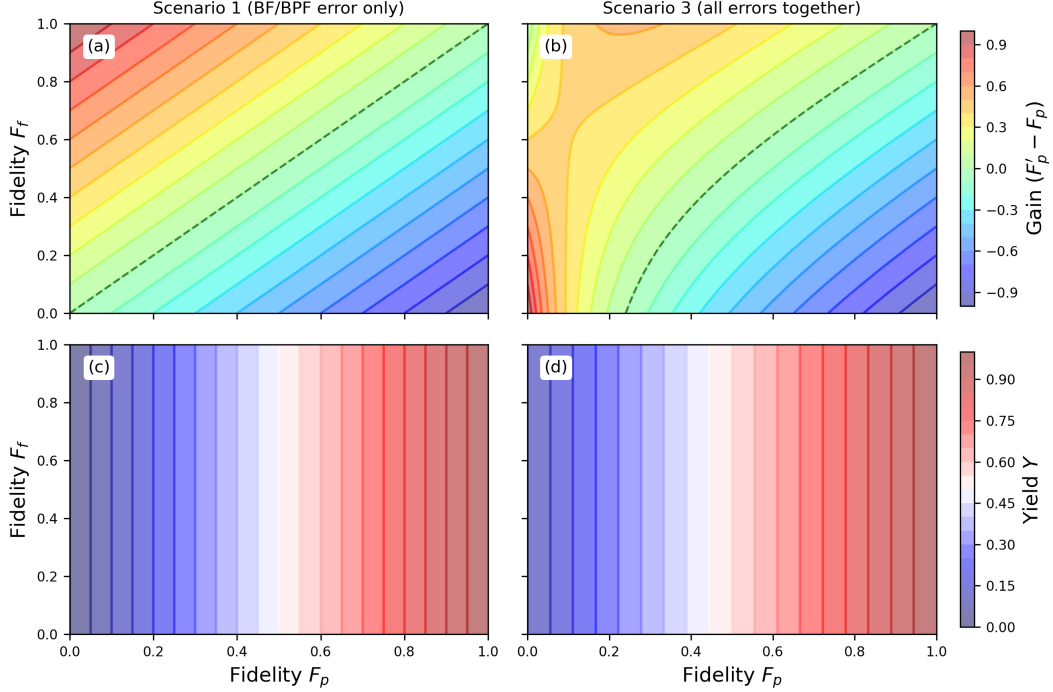 Scenario 1 (BF/BPF error only)
Scenario 3 (all errors together)
(a)
(b)
1.0
0.8
0.6
0.4
0.2
0.0
Fidelity F_f
0.9
0.6
0.3
0.0
−0.3
−0.6
−0.9
Gain (F′_p − F_p)
(c)
(d)
1.0
0.8
0.6
0.4
0.2
0.0
Fidelity F_f
0.90
0.75
0.60
0.45
0.30
0.15
0.00
Yield Y
0.0 0.2 0.4 0.6 0.8 1.0
0.0 0.2 0.4 0.6 0.8 1.0
Fidelity F_p
Fidelity F_p